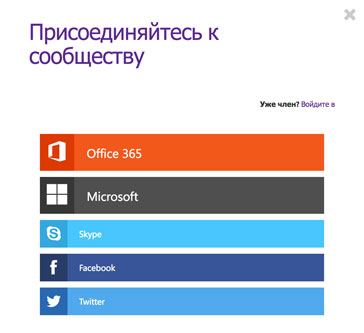 Присоединяйтесь к
сообществу
Уже член? Войдите в
Office 365
Microsoft
Skype
Facebook
Twitter